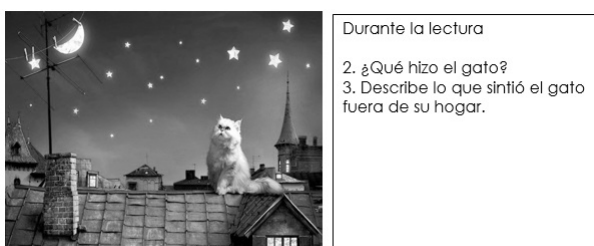 Durante la lectura
2. ¿Qué hizo el gato?
3. Describe lo que sintió el gato
fuera de su hogar.